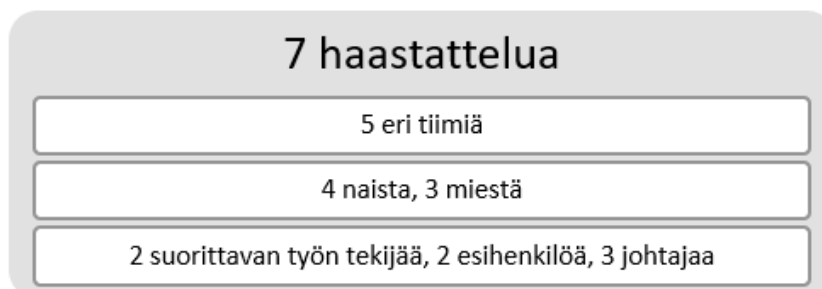 7 haastattelua
5 eri tiimiä
4 naista, 3 miestä
2 suorittavan työn tekijää, 2 esihenkilöä, 3 johtajaa